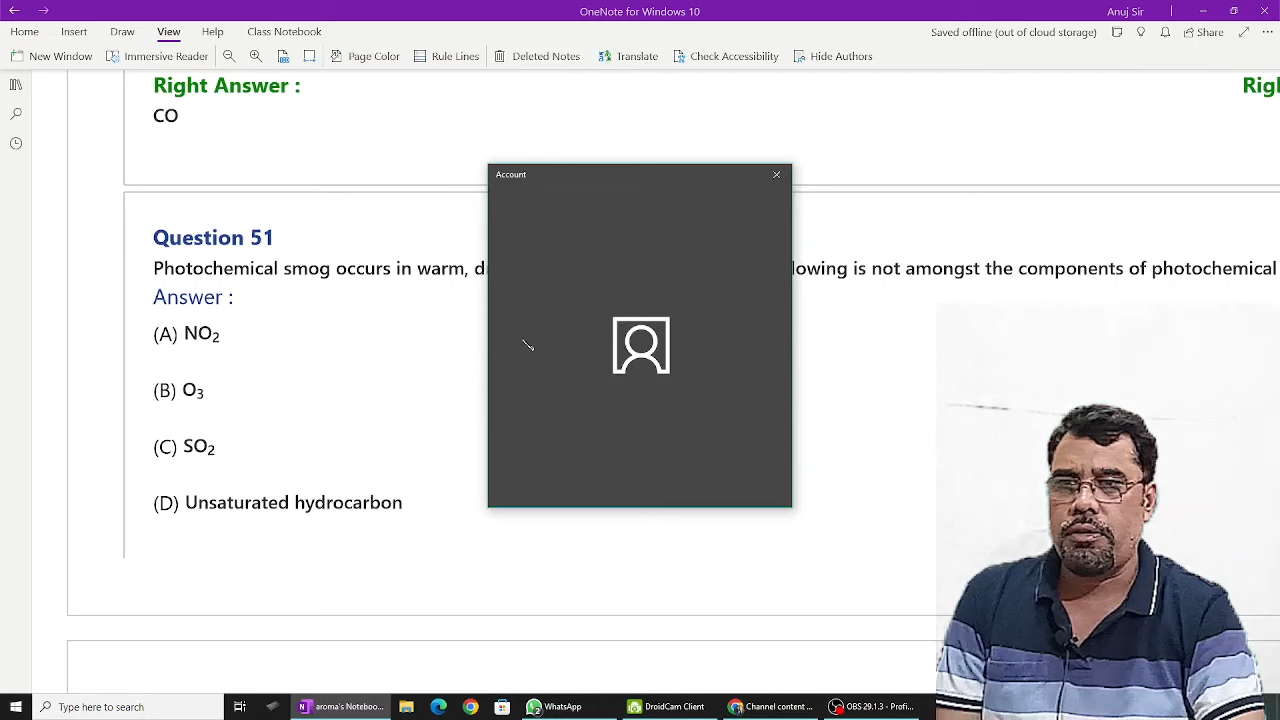 OneNote for Windows 10
Anuj Sir
Home Insert Draw View Help Class Notebook
Saved offline (out of cloud storage) Share
New Window Immersive Reader Page Color Rule Lines Deleted Notes Translate Check Accessibility Hide Authors
Right Answer :
CO
Account
Question 51
Photochemical smog occurs in warm, lowing is not amongst the components of photochemical
Answer :
(A) NO₂
(B) O₃
(C) SO₂
(D) Unsaturated hydrocarbon
Type here to search aroma's Noteboo... WhatsApp DroidCam Client Channel content ... OBS 29.1.3 - Profi...